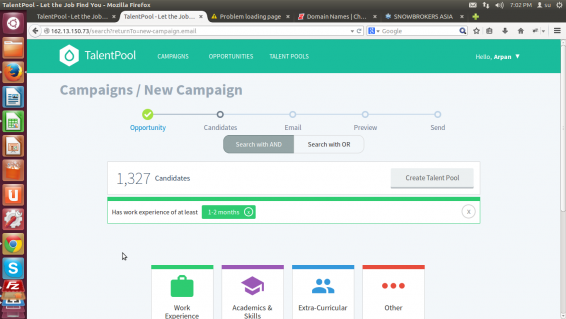 TalentPool - Let the Job Find You - Mozilla Firefox
7:02 PM
su
TalentPool - Let the Job...
TalentPool - Let the Job...
Problem loading page
Domain Names | Ch...
SNOWBROKERS ASIA
162.13.150.73/search?returnTo=new-campaign.email
Google
TalentPool
CAMPAIGNS
OPPORTUNITIES
TALENT POOLS
Hello, Arpan
Campaigns / New Campaign
Opportunity
Candidates
Email
Preview
Send
Search with AND
Search with OR
1,327 Candidates
Create Talent Pool
Has work experience of at least
1-2 months
X
Work
Experience
Academics &
Skills
Extra-Curricular
Other